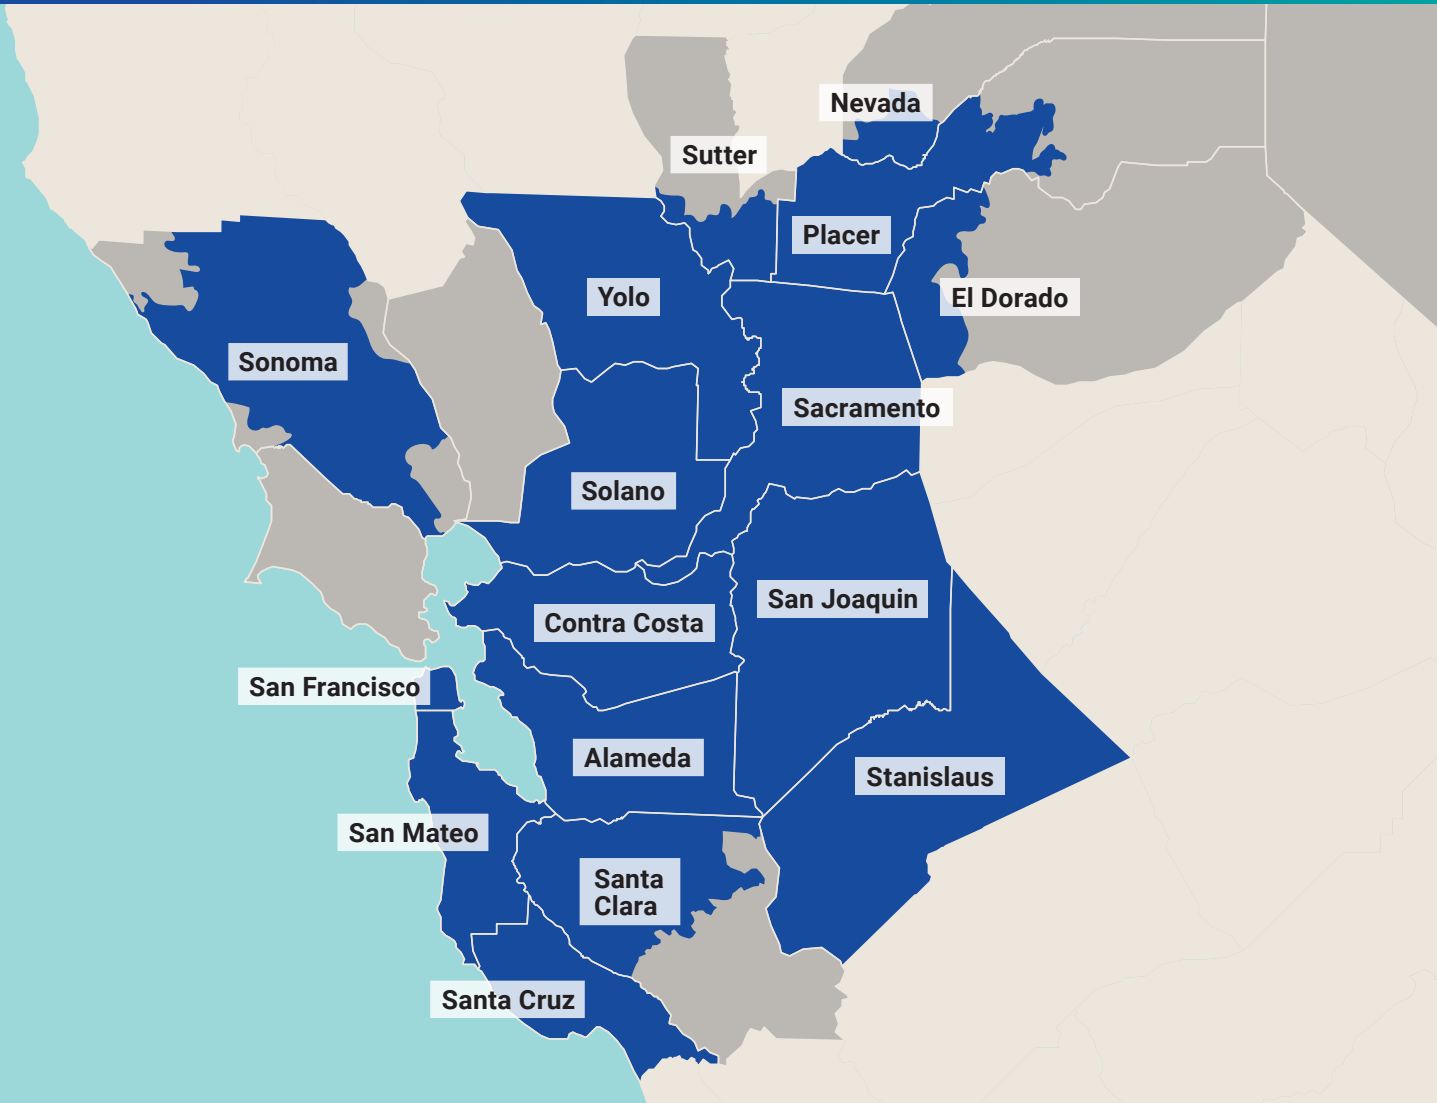 Nevada
Sutter
Placer
Yolo
El Dorado
Sonoma
Sacramento
Solano
San Joaquin
Contra Costa
San Francisco
Alameda
Stanislaus
San Mateo
Santa
Clara
Santa Cruz